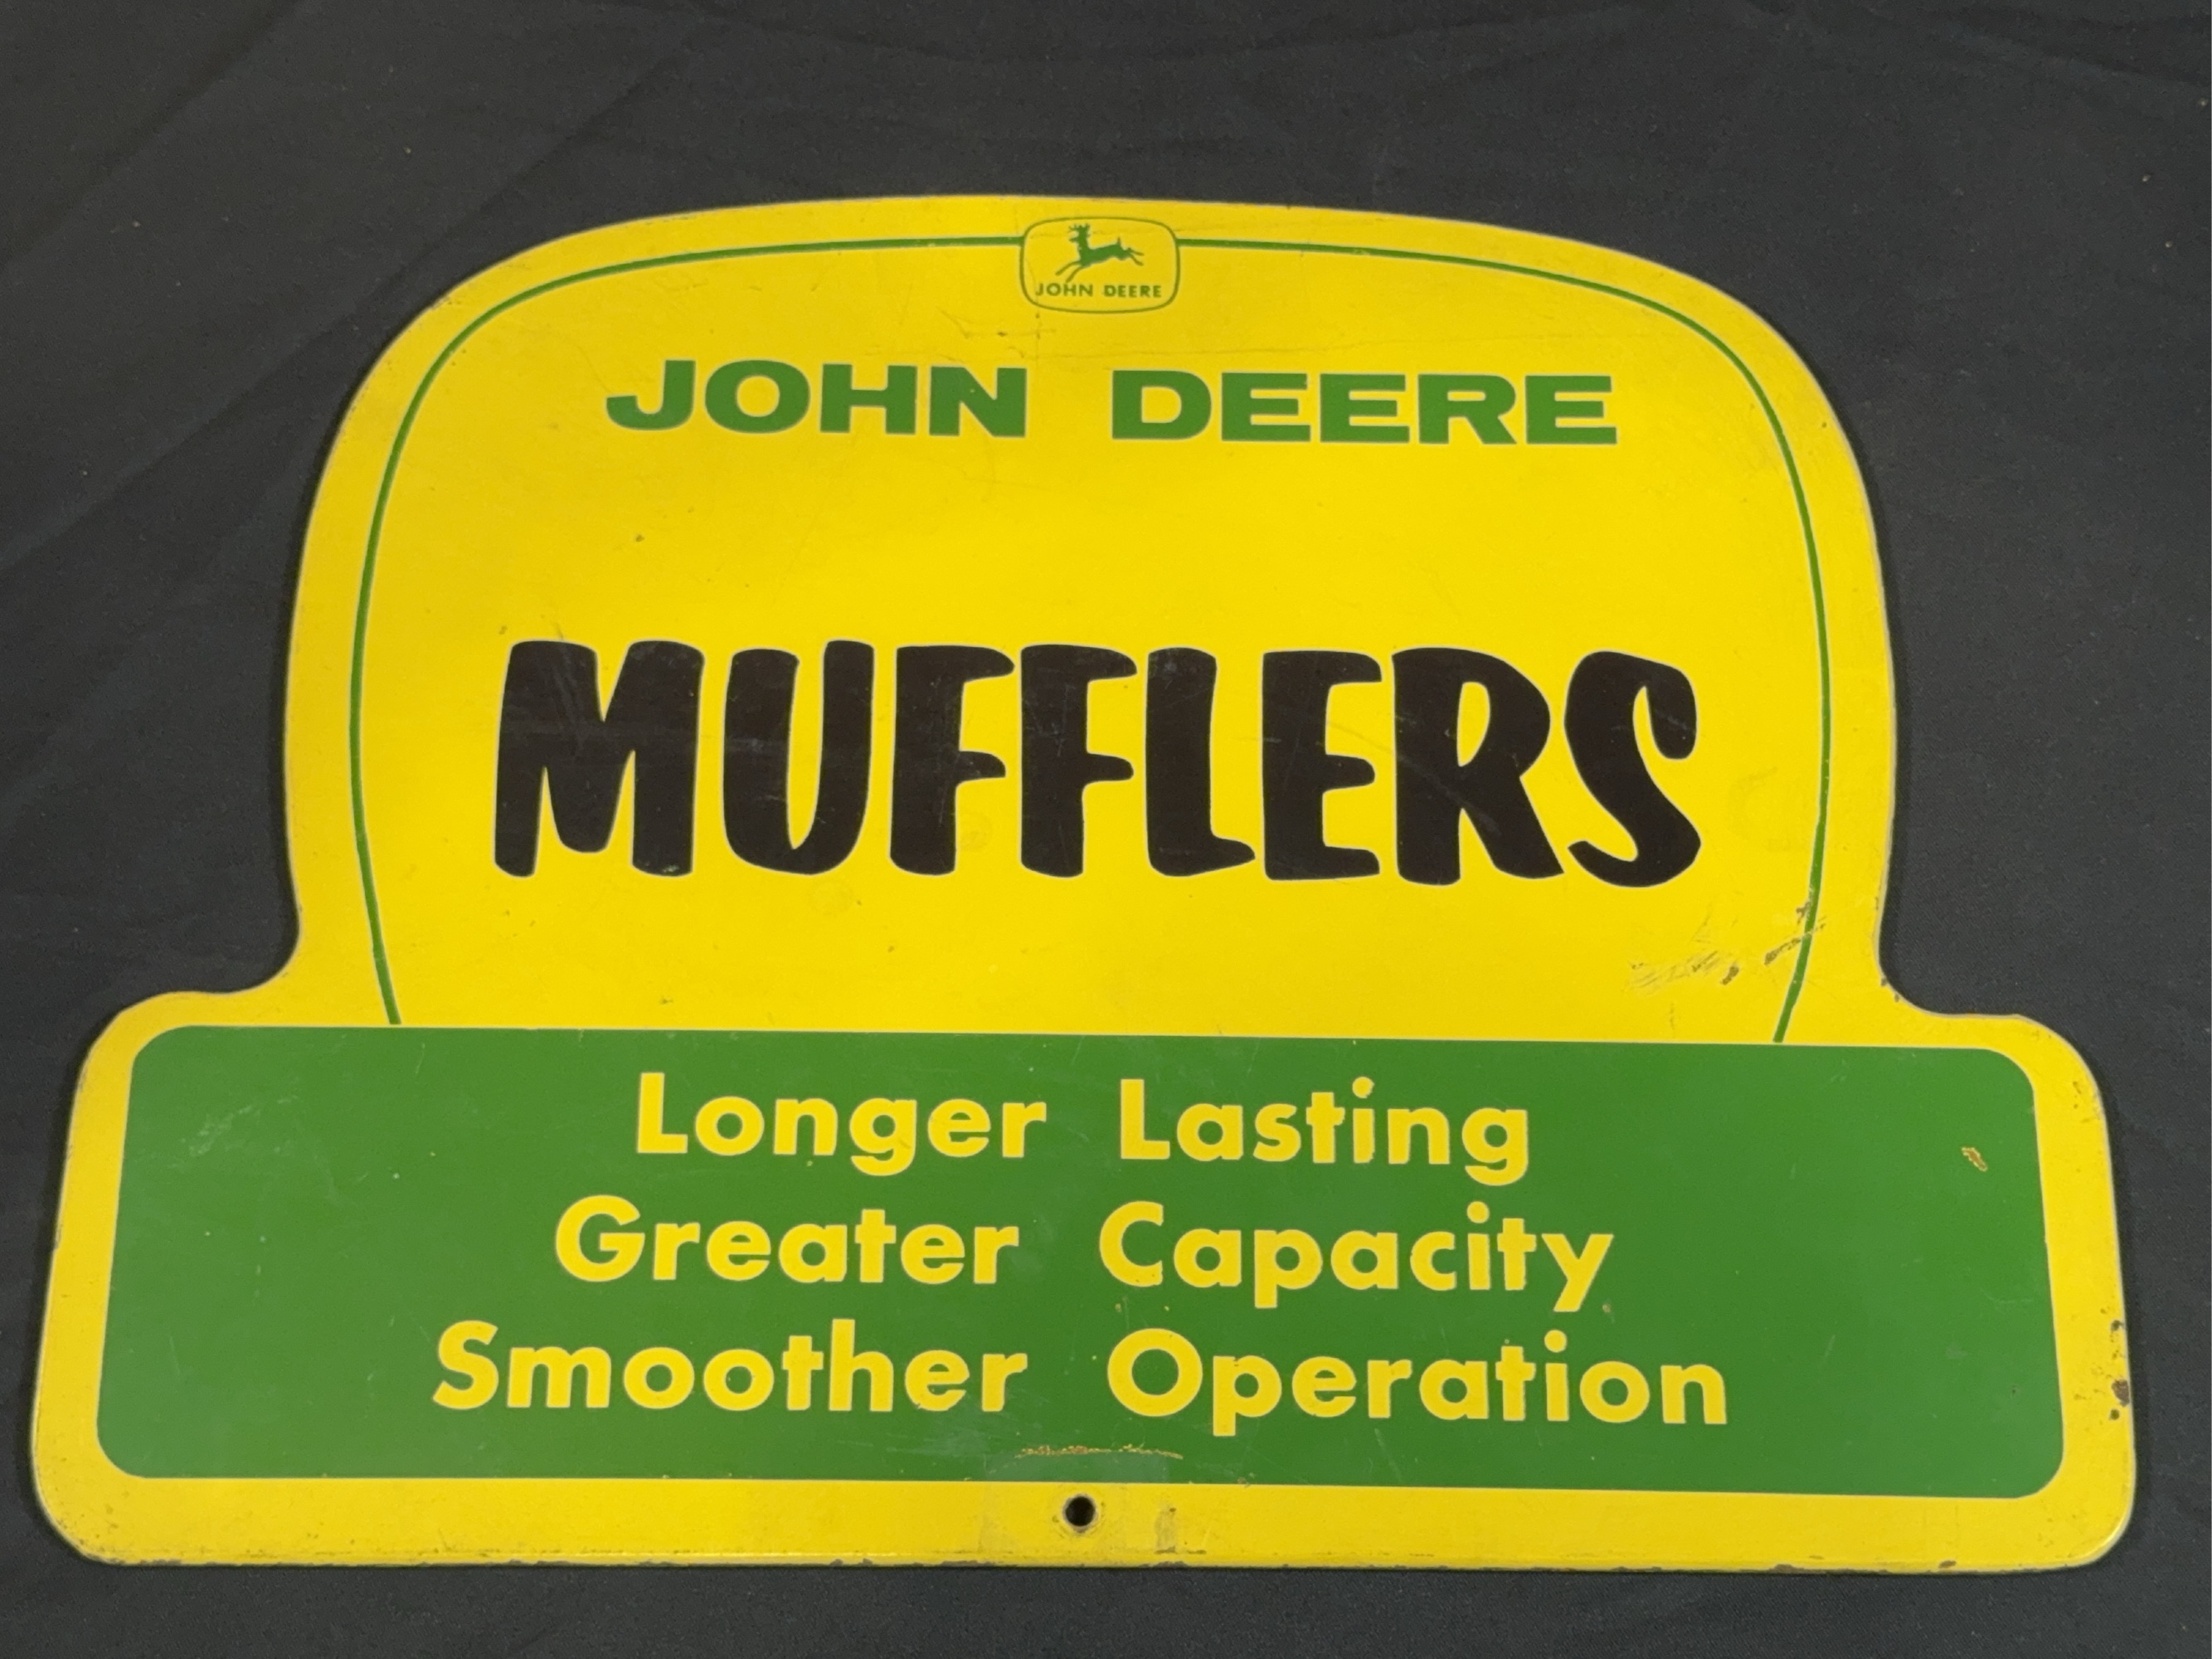 JOHN DEERE
JOHN DEERE
MUFFLERS
Longer Lasting
Greater Capacity
Smoother Operation